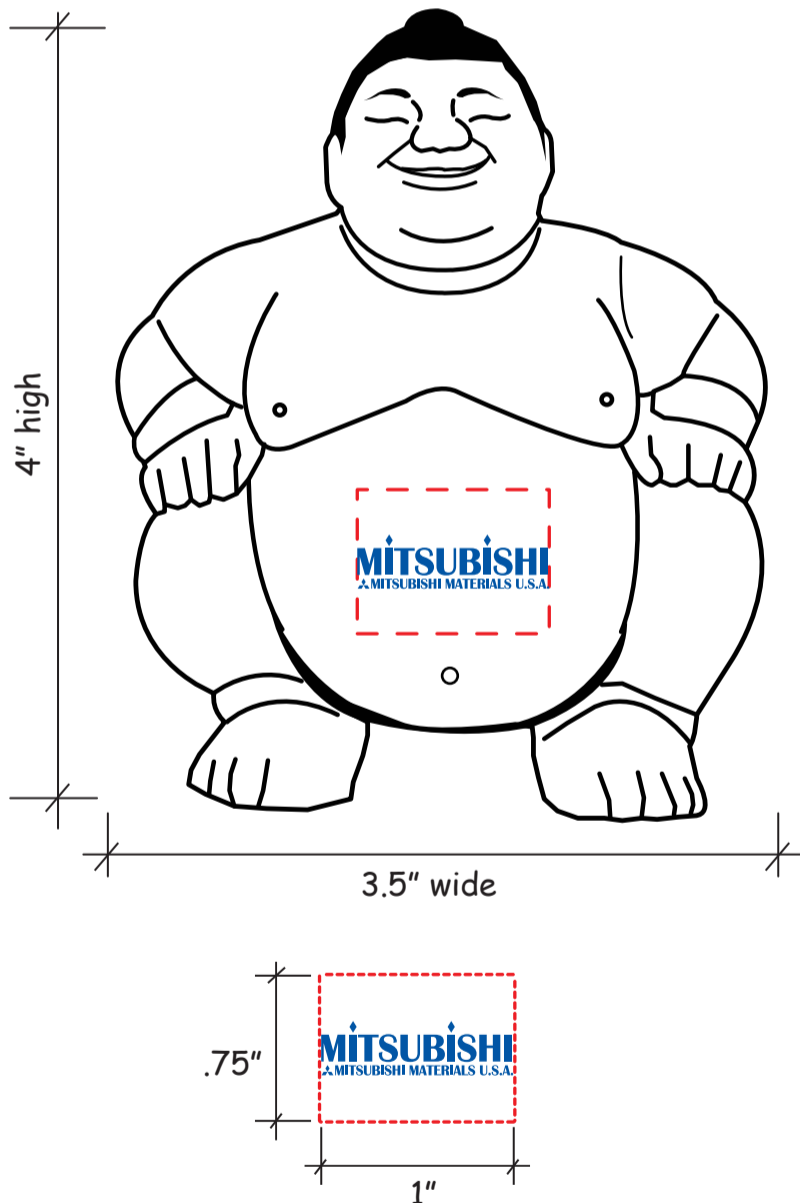 4" high
MITSUBISHI
MITSUBISHI MATERIALS U.S.A.
3.5" wide
.75"
MITSUBISHI
MITSUBISHI MATERIALS U.S.A.
1"